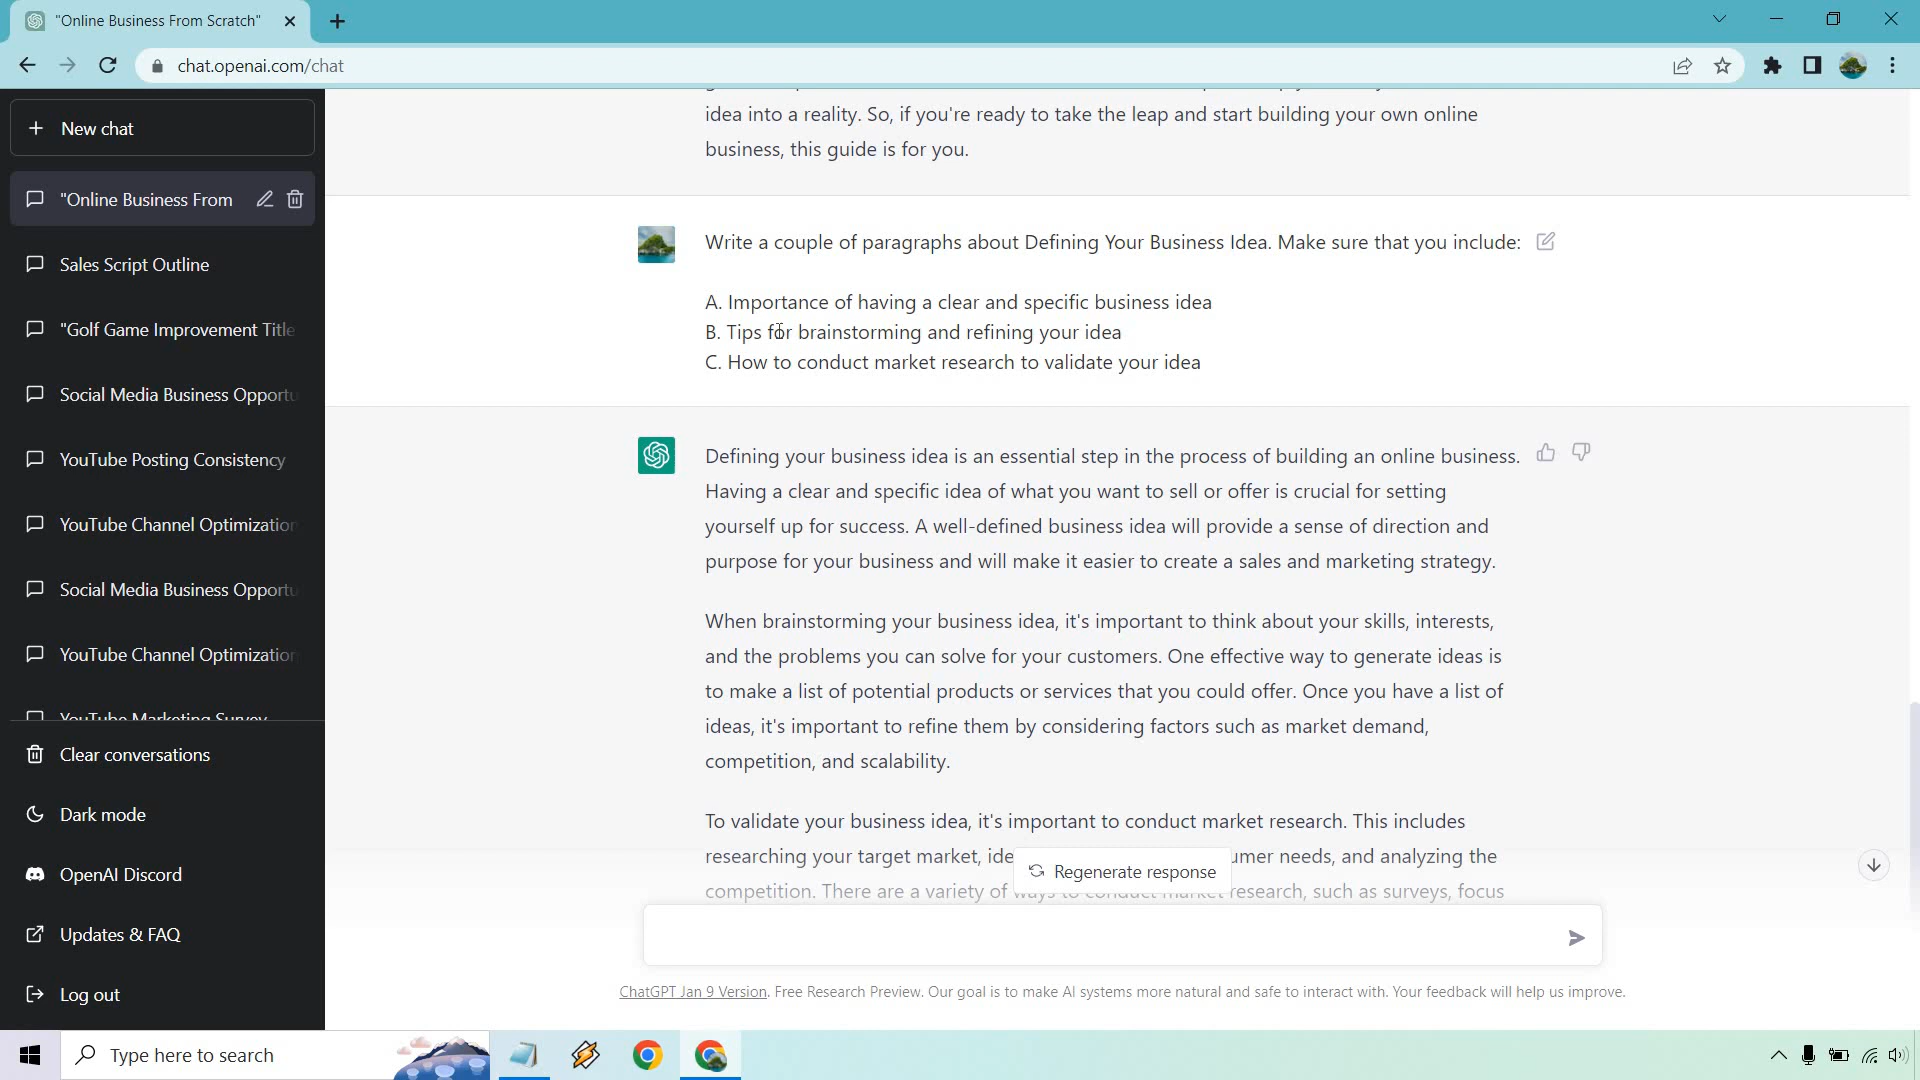 "Online Business From Scratch"
chat.openai.com/chat
New chat
"Online Business From
Sales Script Outline
"Golf Game Improvement Title
Social Media Business Opportu
YouTube Posting Consistency
YouTube Channel Optimization
Social Media Business Opportu
YouTube Channel Optimization
YouTube Marketing Survey
Clear conversations
Dark mode
OpenAI Discord
Updates & FAQ
Log out
idea into a reality. So, if you're ready to take the leap and start building your own online
business, this guide is for you.
Write a couple of paragraphs about Defining Your Business Idea. Make sure that you include:
A. Importance of having a clear and specific business idea
B. Tips for brainstorming and refining your idea
C. How to conduct market research to validate your idea
Defining your business idea is an essential step in the process of building an online business.
Having a clear and specific idea of what you want to sell or offer is crucial for setting
yourself up for success. A well-defined business idea will provide a sense of direction and
purpose for your business and will make it easier to create a sales and marketing strategy.
When brainstorming your business idea, it's important to think about your skills, interests,
and the problems you can solve for your customers. One effective way to generate ideas is
to make a list of potential products or services that you could offer. Once you have a list of
ideas, it's important to refine them by considering factors such as market demand,
competition, and scalability.
To validate your business idea, it's important to conduct market research. This includes
researching your target market, ide umer needs, and analyzing the
competition. There are a variety of ways to conduct market research, such as surveys, focus
Regenerate response
ChatGPT Jan 9 Version. Free Research Preview. Our goal is to make AI systems more natural and safe to interact with. Your feedback will help us improve.
Type here to search